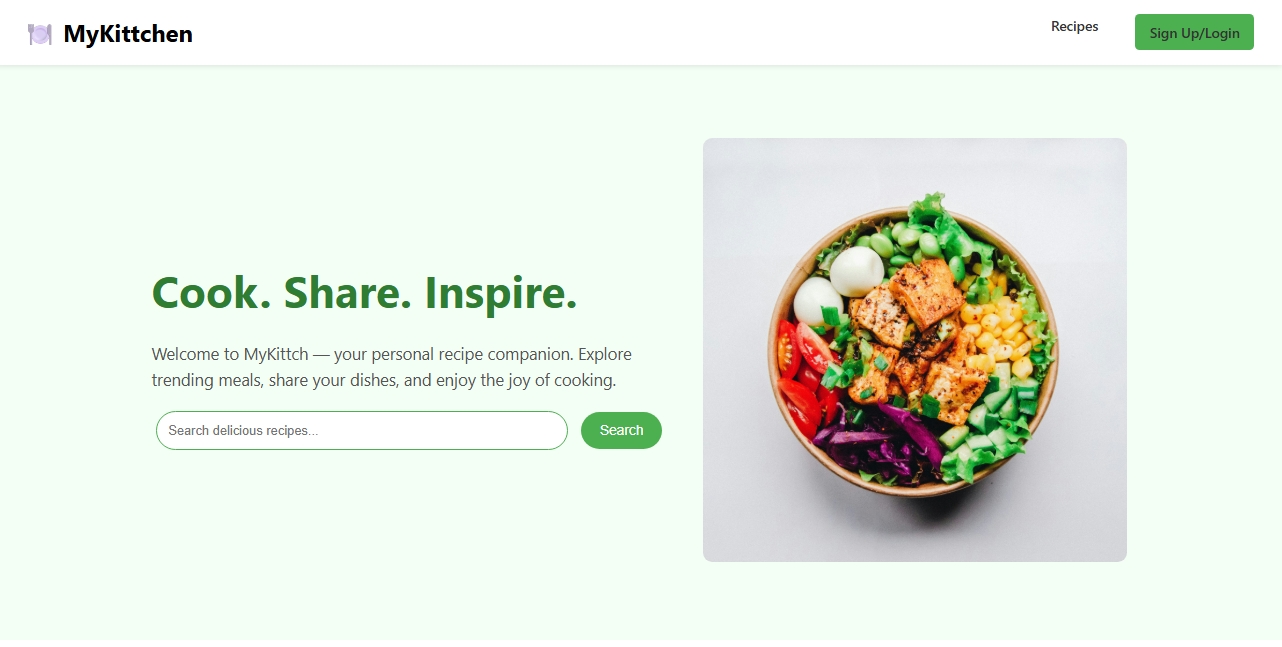 MyKittchen
Recipes
Sign Up/Login
Cook. Share. Inspire.
Welcome to MyKittch — your personal recipe companion. Explore
trending meals, share your dishes, and enjoy the joy of cooking.
Search delicious recipes...
Search